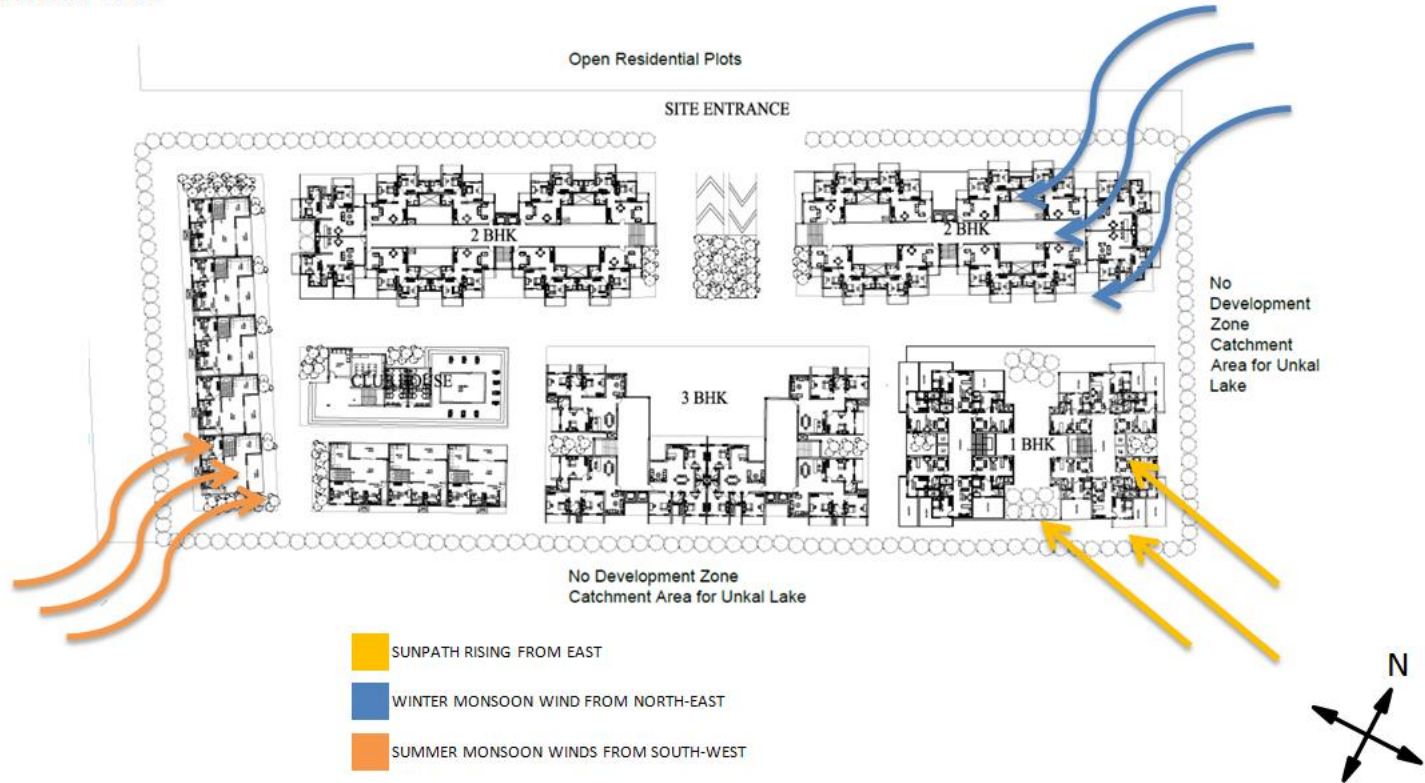 Open Residential Plots
SITE ENTRANCE
2 BHK
2 BHK
No
Development
Zone
Catchment
Area for Unkal
Lake
CLUB HOUSE
3 BHK
1 BHK
No Development Zone
Catchment Area for Unkal Lake
SUNPATH RISING FROM EAST
WINTER MONSOON WIND FROM NORTH-EAST
SUMMER MONSOON WINDS FROM SOUTH-WEST
N